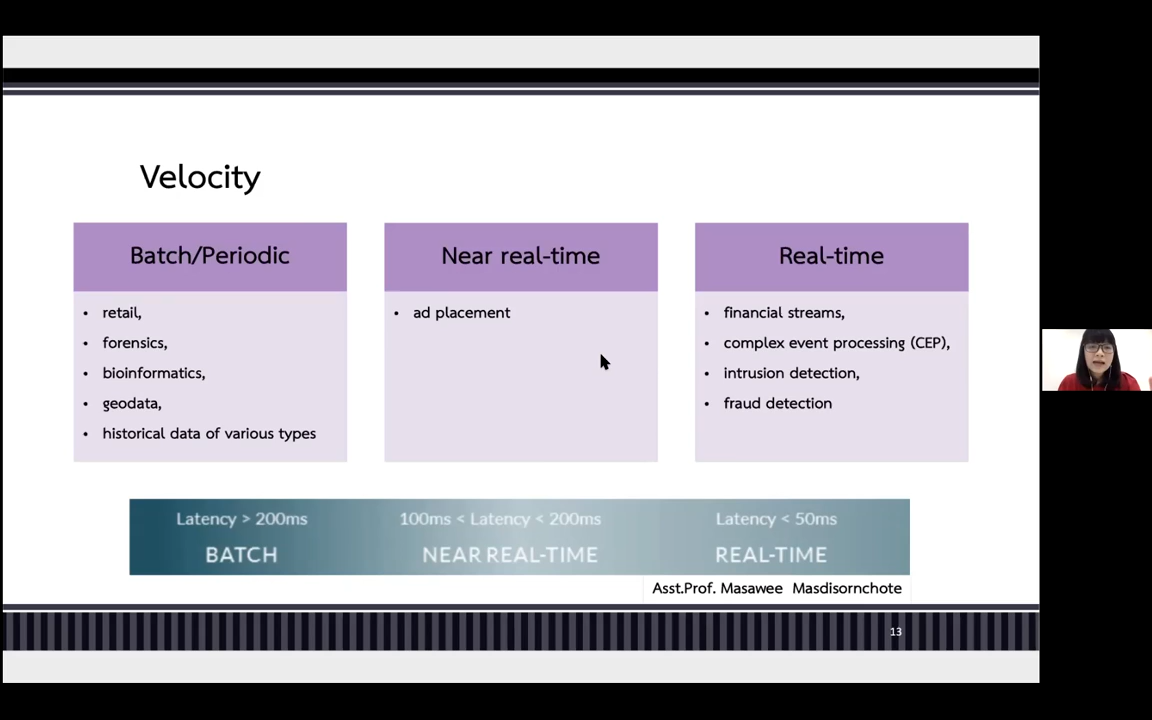 Velocity
Batch/Periodic
• retail,
• forensics,
• bioinformatics,
• geodata,
• historical data of various types
Near real-time
• ad placement
Real-time
• financial streams,
• complex event processing (CEP),
• intrusion detection,
• fraud detection
Latency > 200ms
BATCH
100ms < Latency < 200ms
NEAR REAL-TIME
Latency < 50ms
REAL-TIME
Asst.Prof. Masawee  Masdisornchote
13